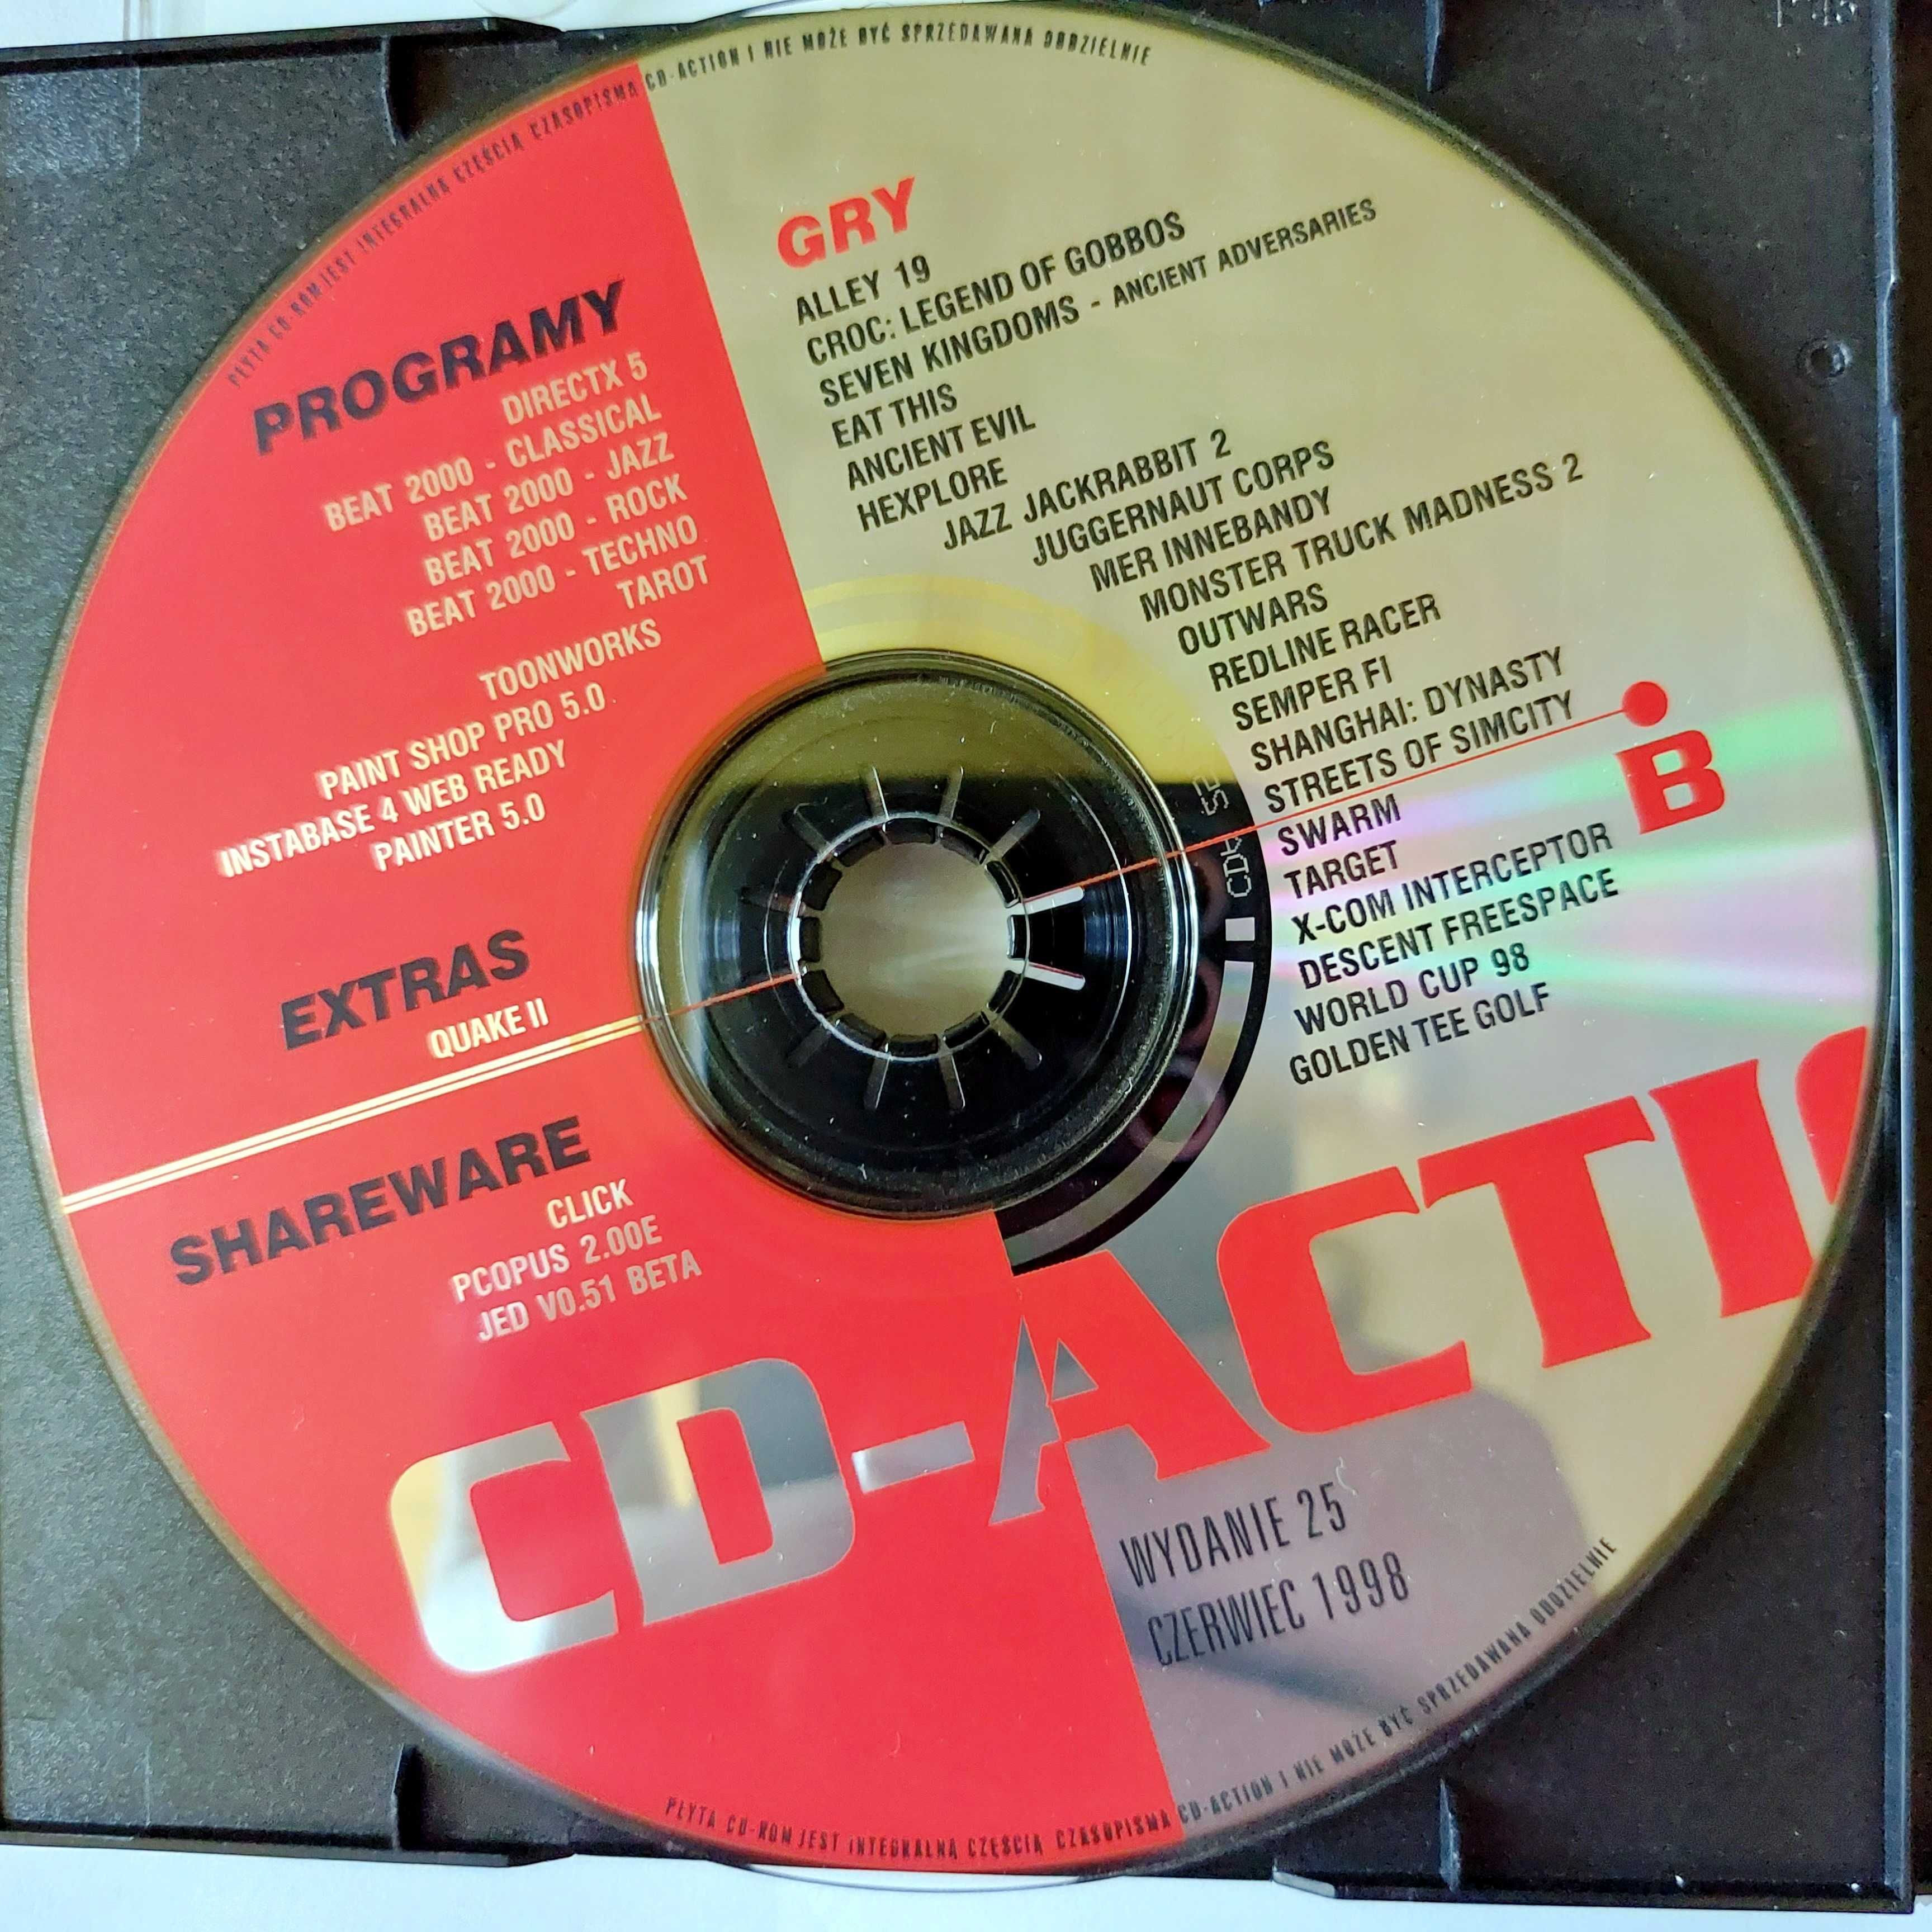 PŁYTA CD-ROM JEST INTEGRALNĄ CZĘŚCIĄ CZASOPISMA CD-ACTION I NIE MOŻE BYĆ SPRZEDAWANA ODDZIELNIE
PROGRAMY
DIRECTX 5
BEAT 2000 - CLASSICAL
BEAT 2000 - JAZZ
BEAT 2000 - ROCK
BEAT 2000 - TECHNO
TAROT
TOONWORKS
PAINT SHOP PRO 5.0
INSTABASE 4 WEB READY
PAINTER 5.0
EXTRAS
QUAKE II
SHAREWARE
CLICK
PCOPUS 2.00E
JED V0.51 BETA
GRY
ALLEY 19
CROC: LEGEND OF GOBBOS
SEVEN KINGDOMS - ANCIENT ADVERSARIES
EAT THIS
ANCIENT EVIL
HEXPLORE
JAZZ JACKRABBIT 2
JUGGERNAUT CORPS
MER INNEBANDY
MONSTER TRUCK MADNESS 2
OUTWARS
REDLINE RACER
SEMPER FI
SHANGHAI: DYNASTY
STREETS OF SIMCITY
SWARM
TARGET
X-COM INTERCEPTOR
DESCENT FREESPACE
WORLD CUP 98
GOLDEN TEE GOLF
B
CD-ACTIO
WYDANIE 25
CZERWIEC 1998
PŁYTA CD-ROM JEST INTEGRALNĄ CZĘŚCIĄ CZASOPISMA CD-ACTION I NIE MOŻE BYĆ SPRZEDAWANA ODDZIELNIE